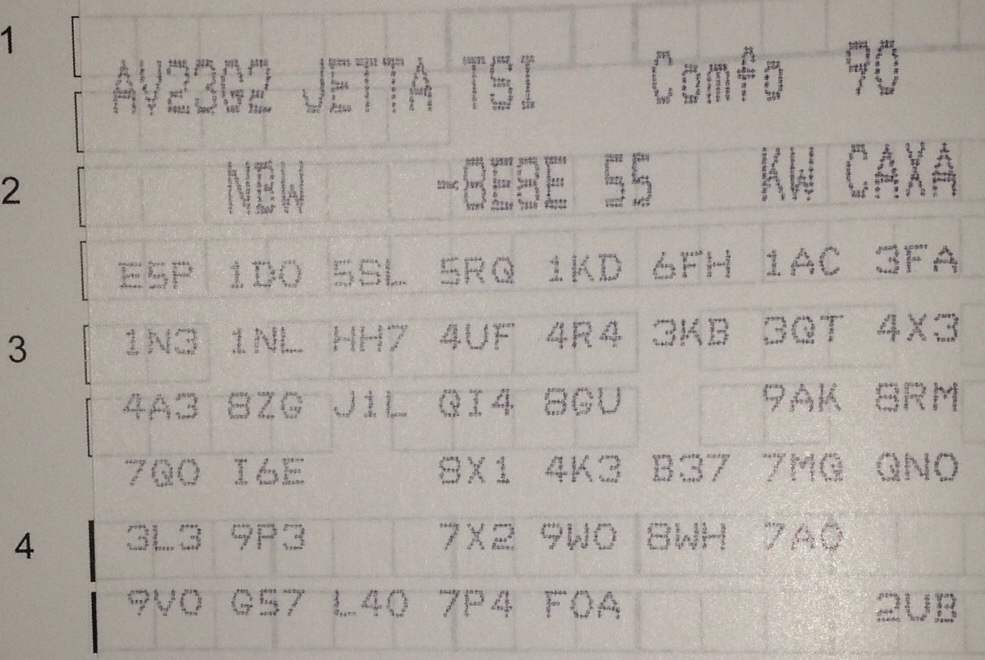 1
AV23G2 JETTA TSI Comfo 90
2 NBW -8E8E 55 KW CAXA
E5P 1D0 5SL 5RQ 1KD 6FH 1AC 3FA
3 1N3 1NL HH7 4UF 4R4 3KB 3QT 4X3
4A3 8ZG J1L QI4 8GU 9AK 8RM
7Q0 I6E 8X1 4K3 B37 7MG QN0
4 3L3 9P3 7X2 9W0 8WH 7A0
9V0 G57 L40 7P4 F0A 2UB